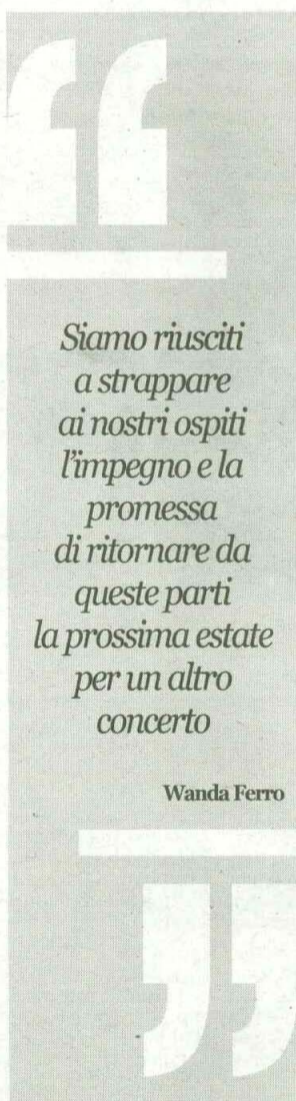 “
Siamo riusciti
a strappare
ai nostri ospiti
l'impegno e la
promessa
di ritornare da
queste parti
la prossima estate
per un altro
concerto
Wanda Ferro
”